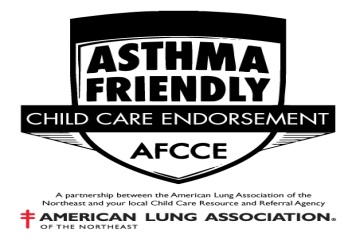 ASTHMA
FRIENDLY
CHILD CARE ENDORSEMENT
AFCCE
A partnership between the American Lung Association of the
Northeast and your local Child Care Resource and Referral Agency
AMERICAN LUNG ASSOCIATION®
OF THE NORTHEAST